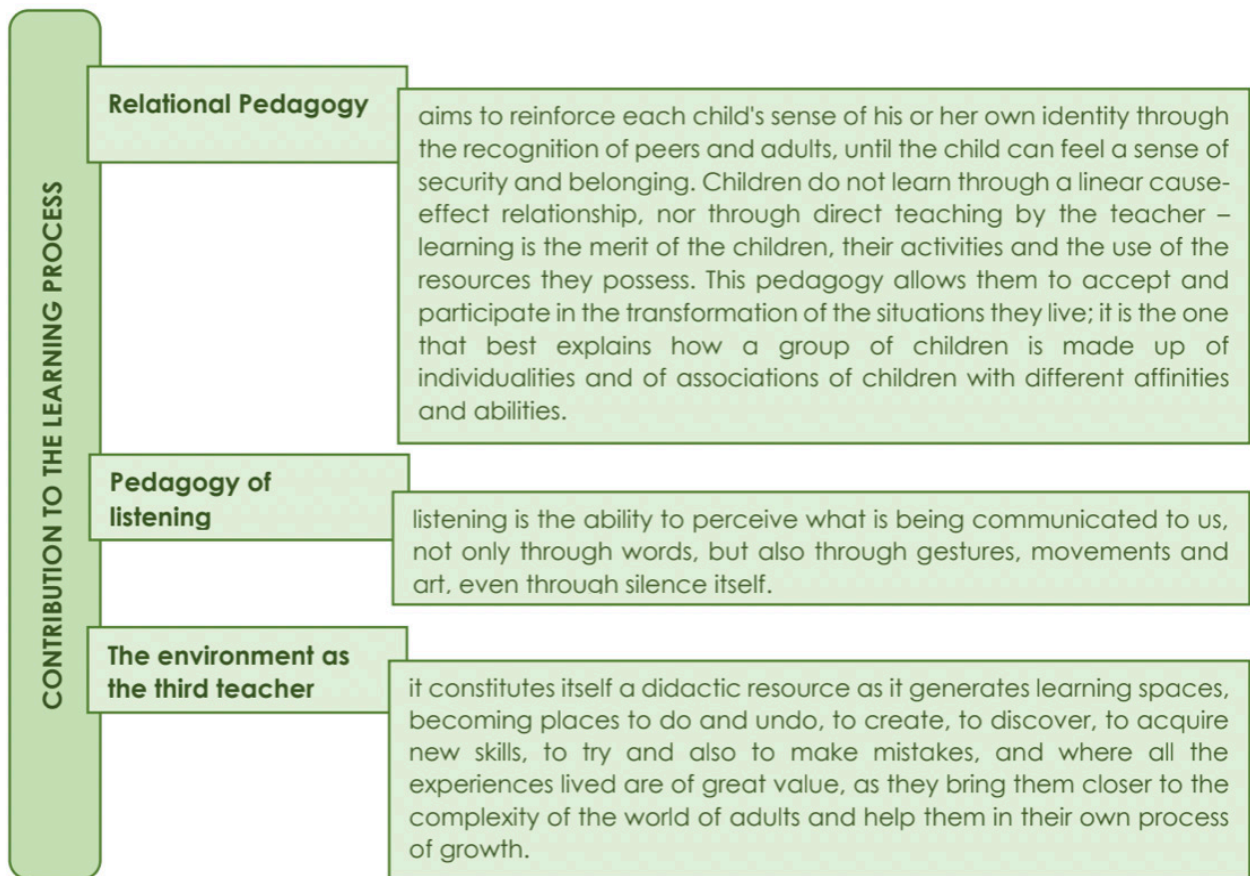 CONTRIBUTION TO THE LEARNING PROCESS
Relational Pedagogy
aims to reinforce each child's sense of his or her own identity through
the recognition of peers and adults, until the child can feel a sense of
security and belonging. Children do not learn through a linear cause-
effect relationship, nor through direct teaching by the teacher –
learning is the merit of the children, their activities and the use of the
resources they possess. This pedagogy allows them to accept and
participate in the transformation of the situations they live; it is the one
that best explains how a group of children is made up of
individualities and of associations of children with different affinities
and abilities.
Pedagogy of
listening
listening is the ability to perceive what is being communicated to us,
not only through words, but also through gestures, movements and
art, even through silence itself.
The environment as
the third teacher
it constitutes itself a didactic resource as it generates learning spaces,
becoming places to do and undo, to create, to discover, to acquire
new skills, to try and also to make mistakes, and where all the
experiences lived are of great value, as they bring them closer to the
complexity of the world of adults and help them in their own process
of growth.